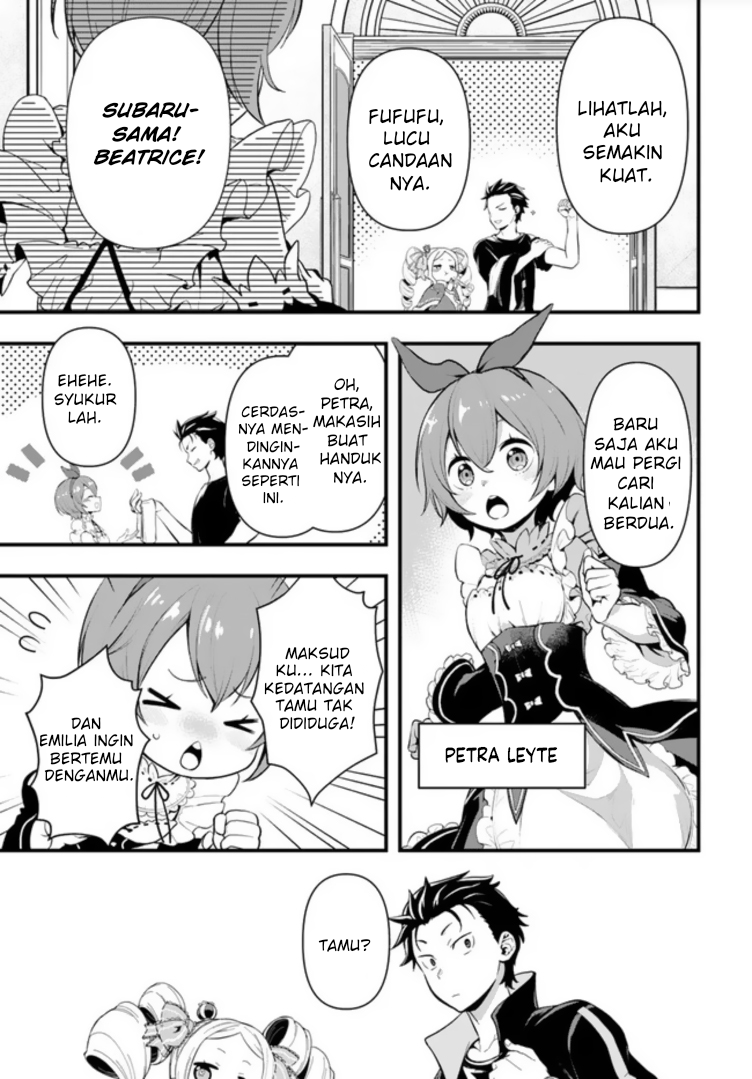 LIHATLAH,
AKU
SEMAKIN
KUAT.
FUFUFU,
LUCU
CANDAAN
NYA.
SUBARU-
SAMA!
BEATRICE!
BARU
SAJA AKU
MAU PERGI
CARI
KALIAN
BERDUA.
PETRA LEYTE
OH,
PETRA,
MAKASIH
BUAT
HANDUK
NYA.
CERDAS-
NYA MEN-
DINGIN-
KANNYA
SEPERTI
INI.
EHEHE.
SYUKUR
LAH.
MAKSUD
KU... KITA
KEDATANGAN
TAMU TAK
DIDIDUGA!
DAN
EMILIA INGIN
BERTEMU
DENGANMU.
TAMU?